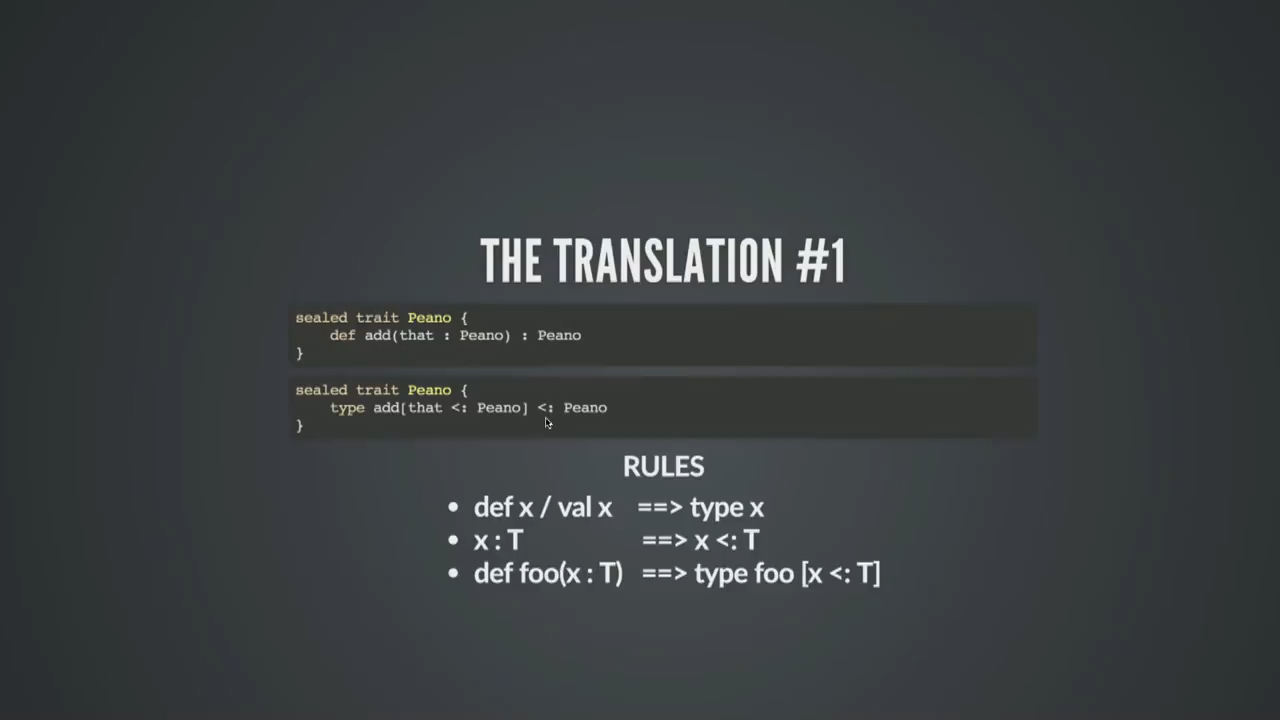 THE TRANSLATION #1
sealed trait Peano {
    def add(that : Peano) : Peano
}
sealed trait Peano {
    type add[that <: Peano] <: Peano
}
RULES
• def x / val x ==> type x
• x : T ==> x <: T
• def foo(x : T) ==> type foo [x <: T]